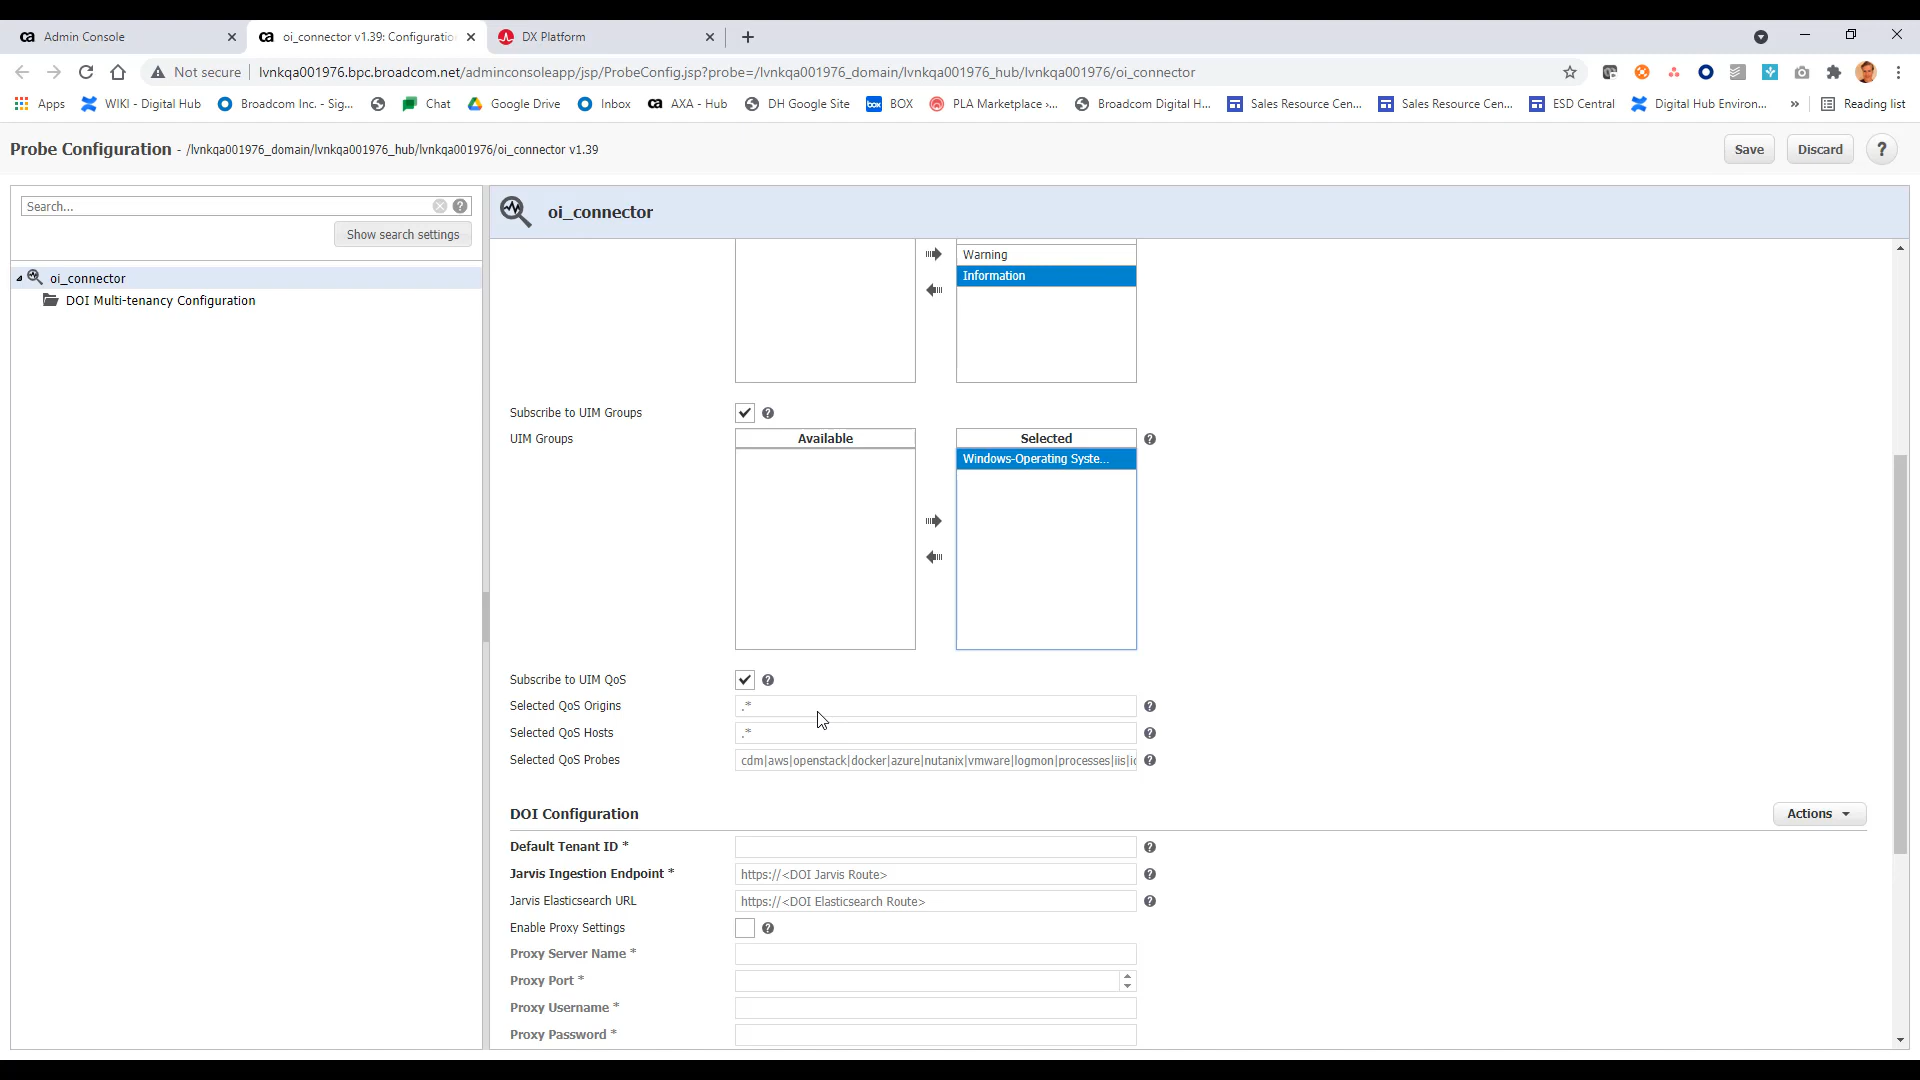 Admin Console
oi_connector v1.39: Configuratio
DX Platform
Not secure lvnkqa001976.bpc.broadcom.net/adminconsoleapp/jsp/ProbeConfig.jsp?probe=/lvnkqa001976_domain/lvnkqa001976_hub/lvnkqa001976/oi_connector
Apps WIKI - Digital Hub Broadcom Inc. - Sig... Chat Google Drive Inbox ca AXA - Hub DH Google Site box BOX PLA Marketplace ›... Broadcom Digital H... Sales Resource Cen... Sales Resource Cen... ESD Central Digital Hub Environ... » Reading list
Probe Configuration - /lvnkqa001976_domain/lvnkqa001976_hub/lvnkqa001976/oi_connector v1.39
Save Discard ?
Search...
Show search settings
oi_connector
DOI Multi-tenancy Configuration
oi_connector
Warning
Information
Subscribe to UIM Groups
UIM Groups Available Selected
Windows-Operating Syste...
Subscribe to UIM QoS
Selected QoS Origins .*
Selected QoS Hosts .*
Selected QoS Probes cdm|aws|openstack|docker|azure|nutanix|vmware|logmon|processes|iis|
DOI Configuration Actions
Default Tenant ID *
Jarvis Ingestion Endpoint * https://<DOI Jarvis Route>
Jarvis Elasticsearch URL https://<DOI Elasticsearch Route>
Enable Proxy Settings
Proxy Server Name *
Proxy Port *
Proxy Username *
Proxy Password *